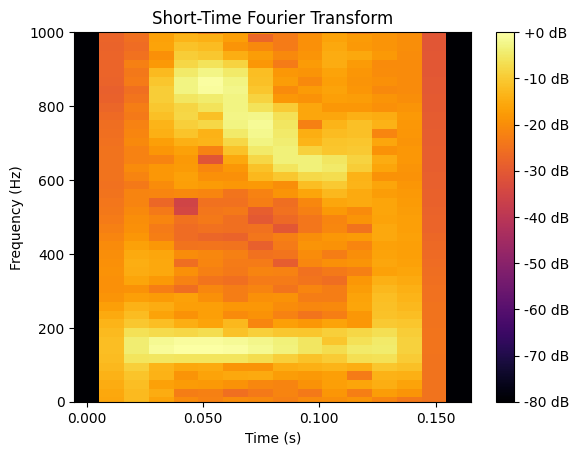 Short-Time Fourier Transform
1000
800
600
400
200
0
Frequency (Hz)
0.000
0.050
0.100
0.150
Time (s)
+0 dB
-10 dB
-20 dB
-30 dB
-40 dB
-50 dB
-60 dB
-70 dB
-80 dB